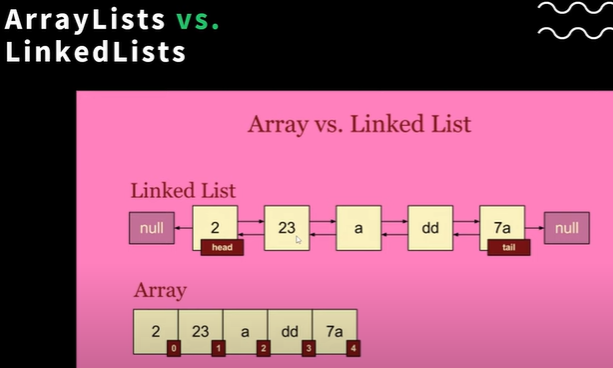 ArrayLists vs.
LinkedLists
Array vs. Linked List
Linked List
null 2 23 a dd 7a null
head tail
Array
2 23 a dd 7a
0 1 2 3 4